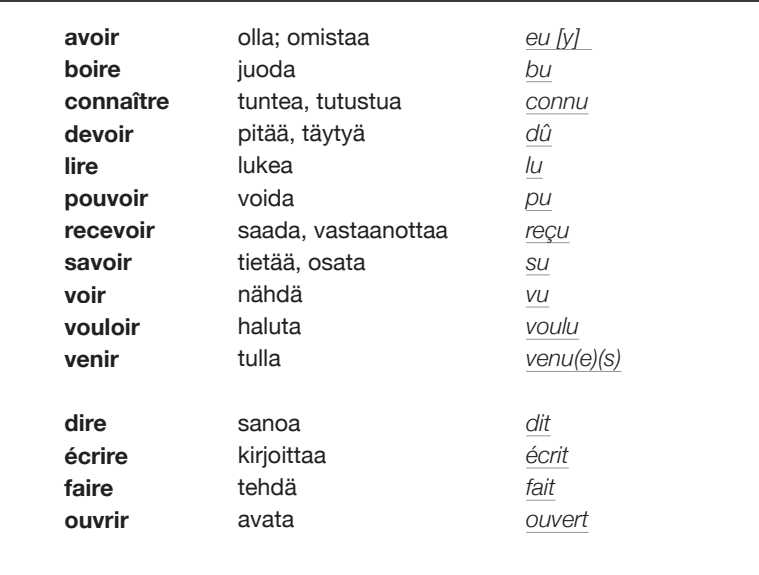 avoir olla; omistaa eu [y]
boire juoda bu
connaître tuntea, tutustua connu
devoir pitää, täytyä dû
lire lukea lu
pouvoir voida pu
recevoir saada, vastaanottaa reçu
savoir tietää, osata su
voir nähdä vu
vouloir haluta voulu
venir tulla venu(e)(s)
dire sanoa dit
écrire kirjoittaa écrit
faire tehdä fait
ouvrir avata ouvert